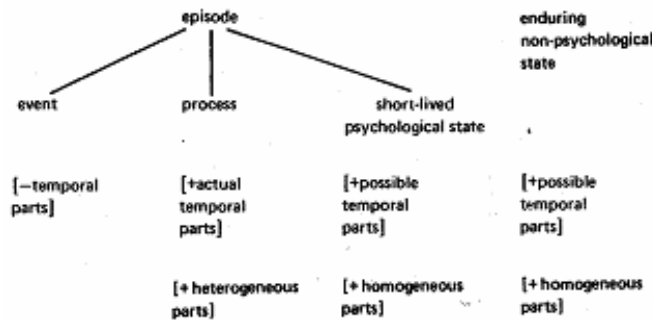 episode
enduring
non-psychological
state
event
process
short-lived
psychological state
[−temporal
parts]
[+actual
temporal
parts]
[+possible
temporal
parts]
[+possible
temporal
parts]
[+ heterogeneous
parts]
[+ homogeneous
parts]
[+ homogeneous
parts]